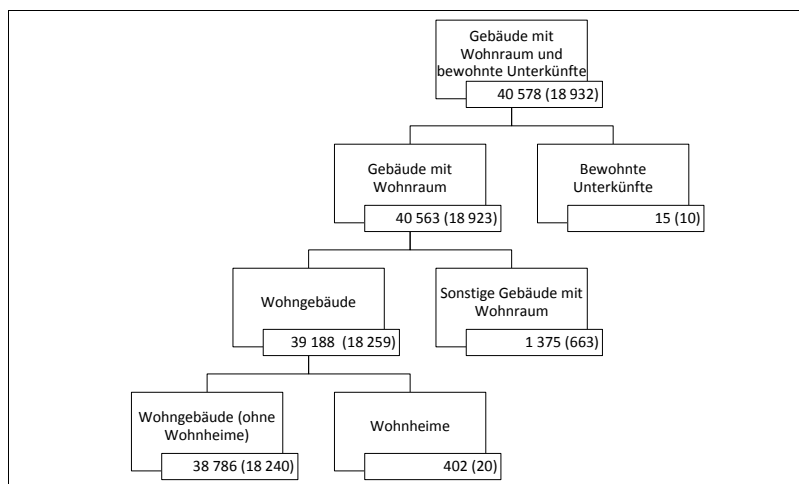 Gebäude mit
Wohnraum und
bewohnte Unterkünfte
40 578 (18 932)
Gebäude mit
Wohnraum
40 563 (18 923)
Bewohnte
Unterkünfte
15 (10)
Wohngebäude
39 188 (18 259)
Sonstige Gebäude mit
Wohnraum
1 375 (663)
Wohngebäude (ohne
Wohnheime)
38 786 (18 240)
Wohnheime
402 (20)